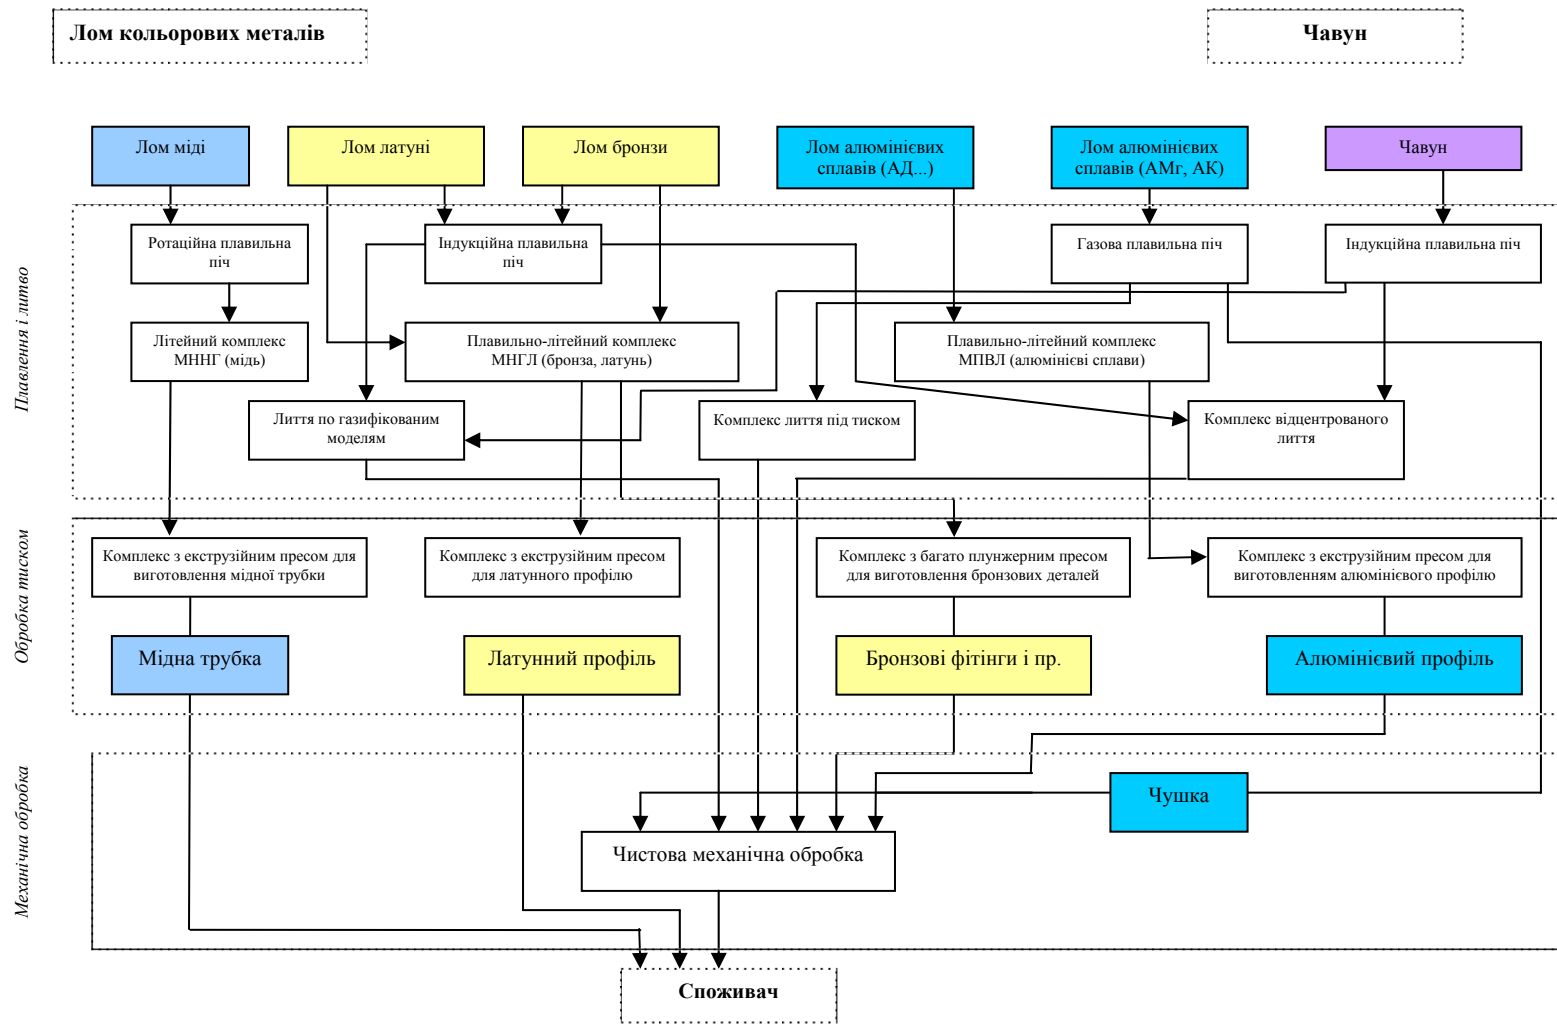 Лом кольорових металів
Чавун
Лом міді
Лом латуні
Лом бронзи
Лом алюмінієвих
сплавів (АД...)
Лом алюмінієвих
сплавів (АМг, АК)
Чавун
Плавлення і литво
Ротаційна плавильна
піч
Індукційна плавильна
піч
Газова плавильна піч
Індукційна плавильна піч
Літейний комплекс
МННГ (мідь)
Плавильно-літейний комплекс
МНГЛ (бронза, латунь)
Плавильно-літейний комплекс
МПВЛ (алюмінієві сплави)
Лиття по газифікованим
моделям
Комплекс лиття під тиском
Комплекс відцентрованого
лиття
Обробка тиском
Комплекс з екструзійним пресом для
виготовлення мідної трубки
Комплекс з екструзійним пресом
для латунного профілю
Комплекс з багато плунжерним пресом
для виготовлення бронзових деталей
Комплекс з екструзійним пресом для
виготовленням алюмінієвого профілю
Мідна трубка
Латунний профіль
Бронзові фітінги і пр.
Алюмінієвий профіль
Механічна обробка
Чушка
Чистова механічна обробка
Споживач